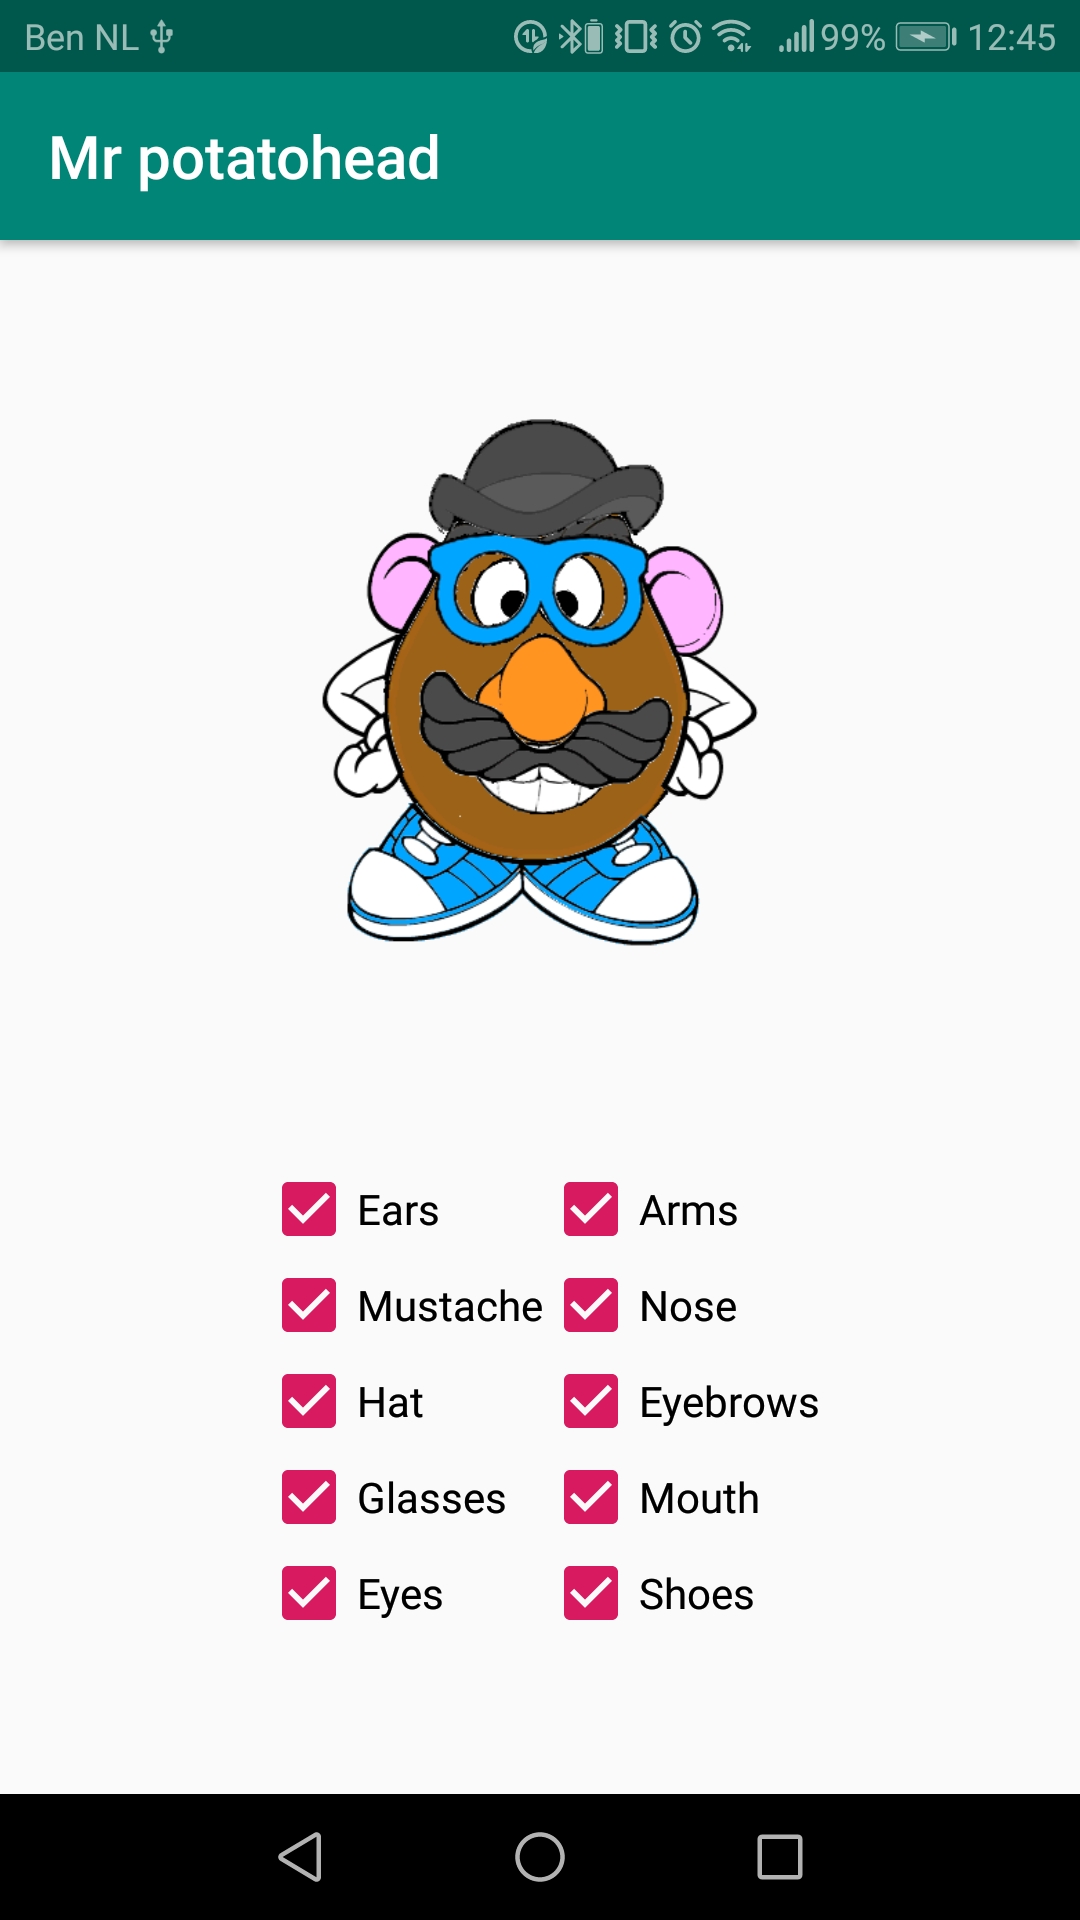 Ben NL 99% 12:45
Mr potatohead
Ears Arms
Mustache Nose
Hat Eyebrows
Glasses Mouth
Eyes Shoes